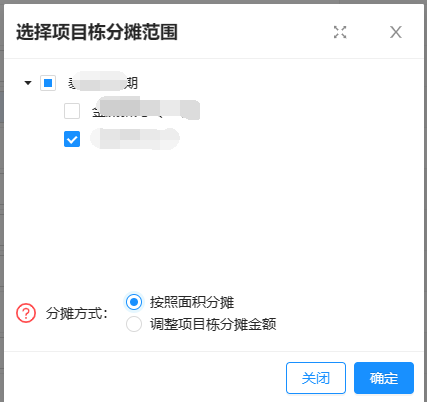 选择项目栋分摊范围
期
分摊方式：
按照面积分摊
调整项目栋分摊金额
关闭
确定